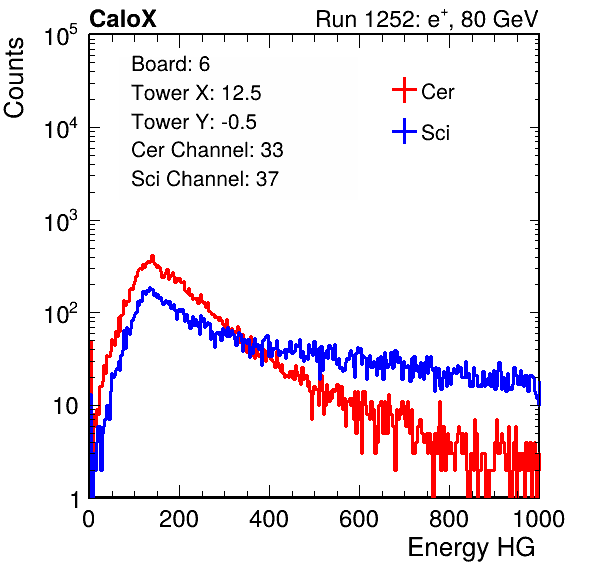 CaloX Run 1252: e⁺, 80 GeV
Counts
10⁵
10⁴
10³
10²
10
1
Board: 6
Tower X: 12.5
Tower Y: -0.5
Cer Channel: 33
Sci Channel: 37
Cer
Sci
0 200 400 600 800 1000
Energy HG